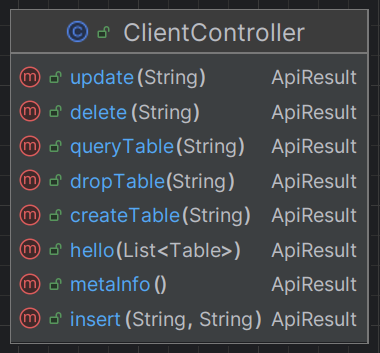 C ClientController
m update(String) ApiResult
m delete(String) ApiResult
m queryTable(String) ApiResult
m dropTable(String) ApiResult
m createTable(String) ApiResult
m hello(List<Table>) ApiResult
m metaInfo() ApiResult
m insert(String, String) ApiResult